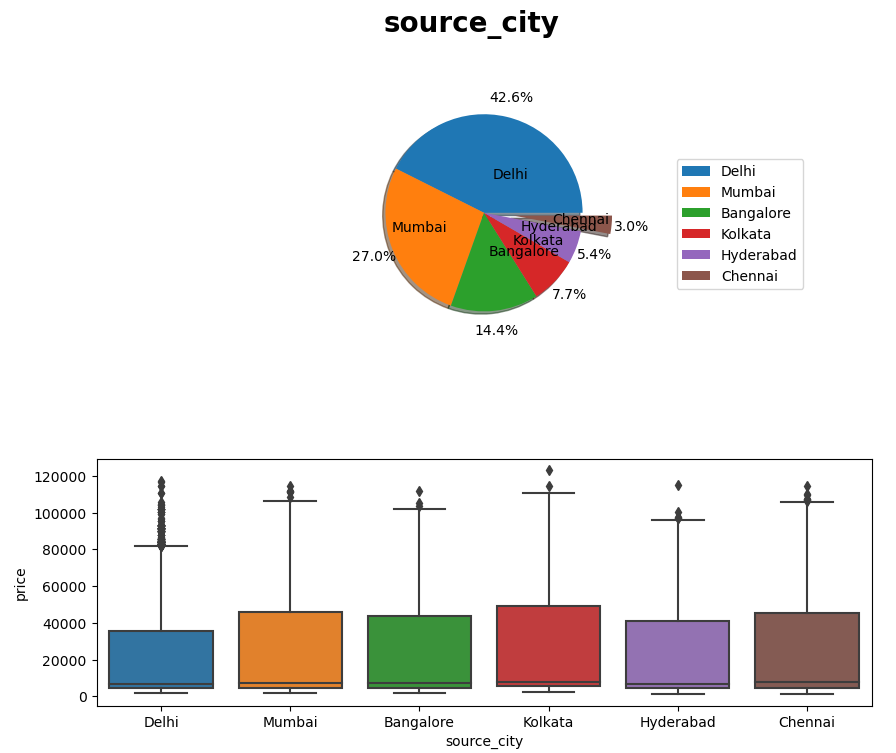 source_city
42.6%
Delhi
Mumbai
27.0%
Bangalore
14.4%
Kolkata
7.7%
Hyderabad
5.4%
Chennai
3.0%
Delhi
Mumbai
Bangalore
Kolkata
Hyderabad
Chennai
price
120000
100000
80000
60000
40000
20000
0
Delhi Mumbai Bangalore Kolkata Hyderabad Chennai
source_city